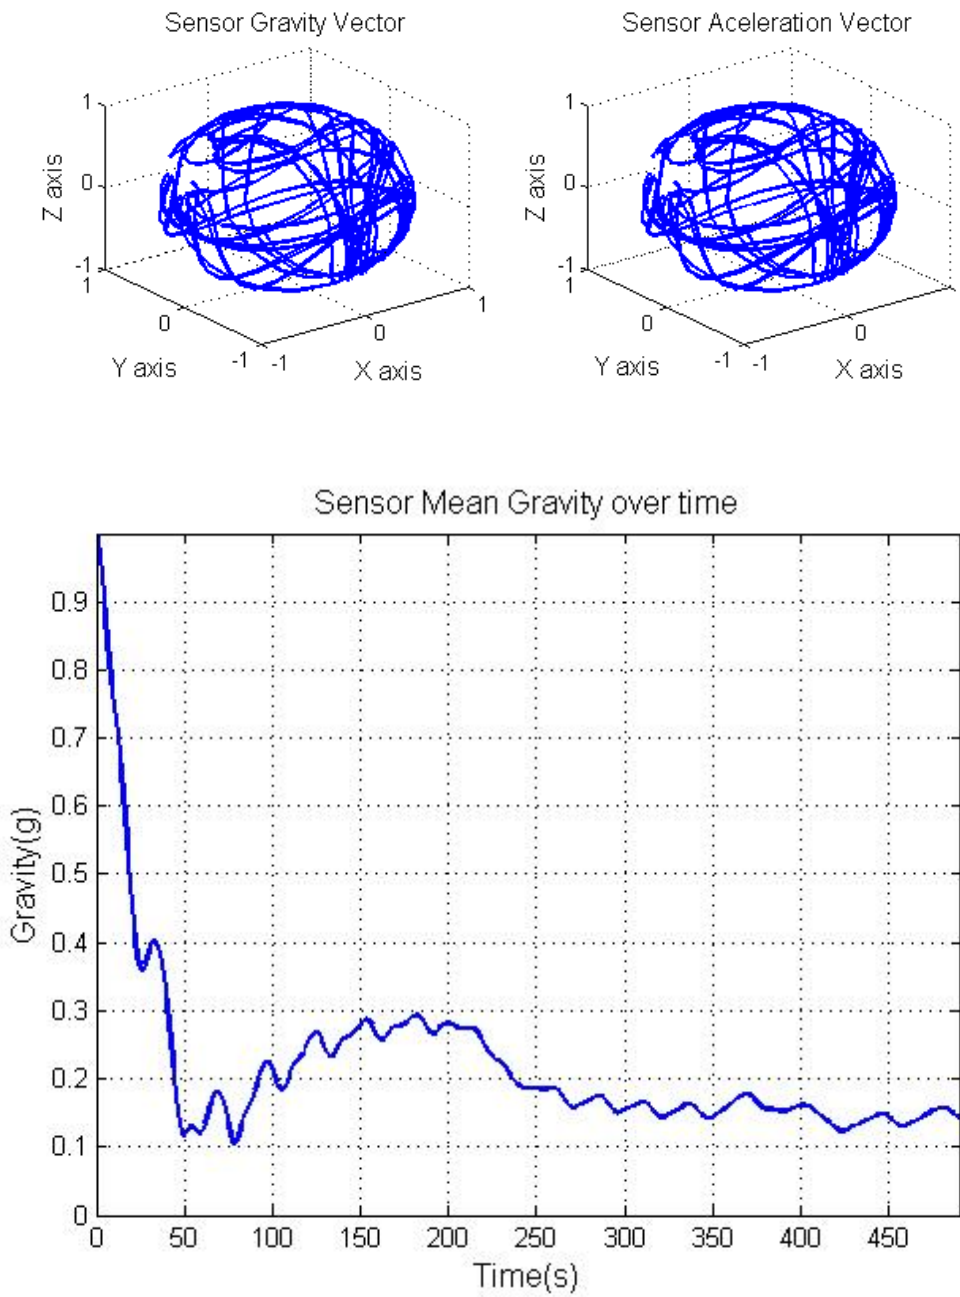 Sensor Gravity Vector
Sensor Aceleration Vector
1
0
-1
Z axis
1
0
-1
Y axis
-1
0
1
X axis
1
0
-1
Z axis
1
0
-1
Y axis
-1
0
X axis
Sensor Mean Gravity over time
0.9
0.8
0.7
0.6
0.5
0.4
0.3
0.2
0.1
0
Gravity(g)
0 50 100 150 200 250 300 350 400 450
Time(s)